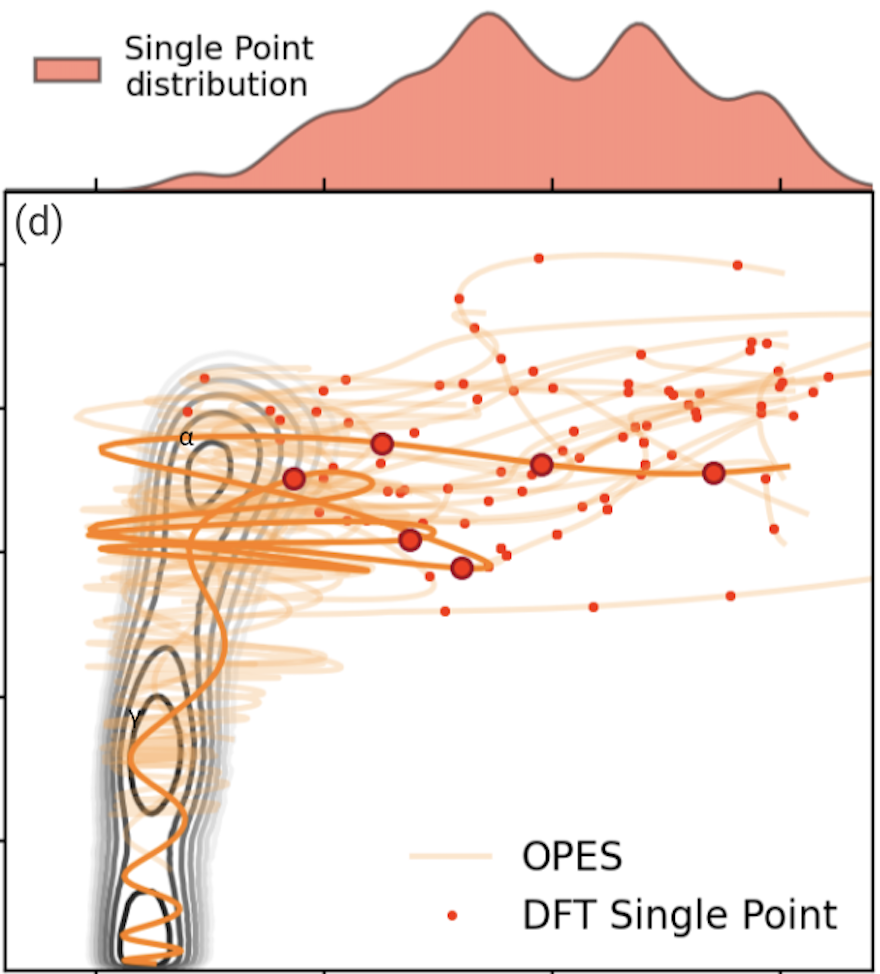 Single Point
distribution
(d)
α
γ
OPES
DFT Single Point